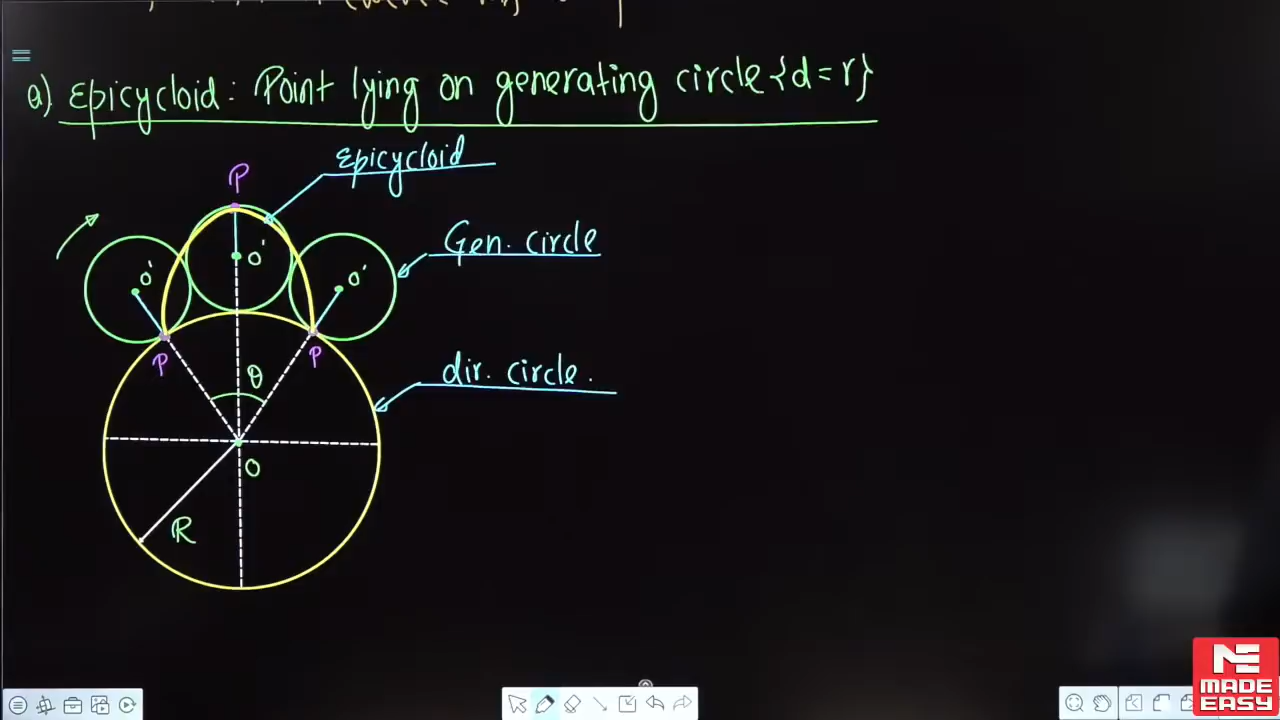 a). Epicycloid: Point lying on generating circle {d=r}
Epicycloid
P
Gen. circle
O'
O'
O'
P
P
θ
dir. circle.
O
R
MADE
EASY